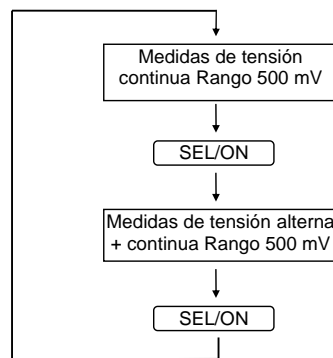 Medidas de tensión
continua Rango 500 mV
SEL/ON
Medidas de tensión alterna
+ continua Rango 500 mV
SEL/ON